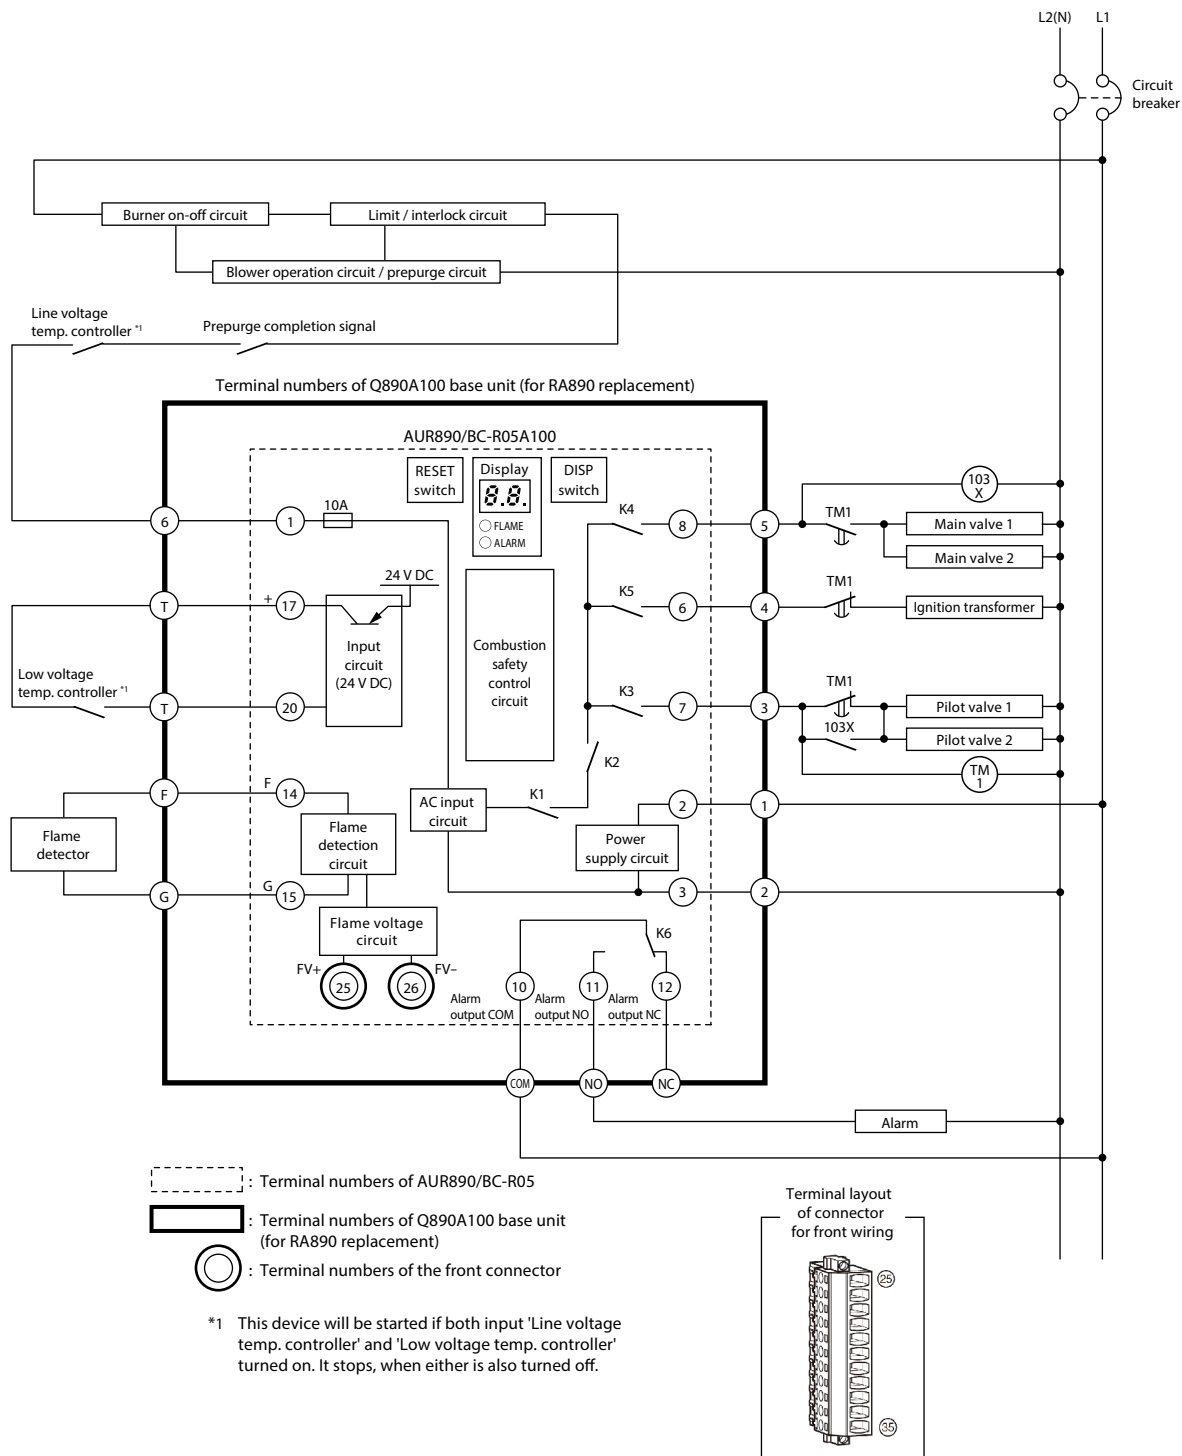 L2(N)
L1
Circuit
breaker
Burner on-off circuit
Limit / interlock circuit
Blower operation circuit / prepurge circuit
Line voltage
temp. controller *1
Prepurge completion signal
Terminal numbers of Q890A100 base unit (for RA890 replacement)
AUR890/BC-R05A100
RESET
switch
Display
8.8.
FLAME
ALARM
DISP
switch
6
1
10A
K4
8
5
TM1
103
X
Main valve 1
Main valve 2
24 V DC
T
+
17
Input
circuit
(24 V DC)
Combustion
safety
control
circuit
K5
6
4
TM1
Ignition transformer
Low voltage
temp. controller *1
T
20
K3
7
3
TM1
103X
Pilot valve 1
Pilot valve 2
TM
1
K2
K1
F
F
14
Flame
detector
Flame
detection
circuit
AC input
circuit
2
1
Power
supply circuit
G
G
15
3
2
Flame voltage
circuit
FV+
25
26
FV–
K6
10
11
12
Alarm
output COM
Alarm
output NO
Alarm
output NC
COM
NO
NC
Alarm
: Terminal numbers of AUR890/BC-R05
: Terminal numbers of Q890A100 base unit
(for RA890 replacement)
: Terminal numbers of the front connector
*1 This device will be started if both input 'Line voltage
temp. controller' and 'Low voltage temp. controller'
turned on. It stops, when either is also turned off.
Terminal layout
of connector
for front wiring
25
35